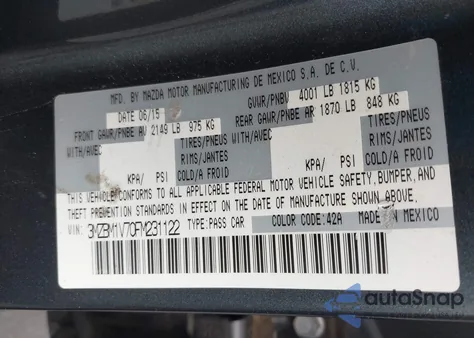 MFD. BY MAZDA MOTOR MANUFACTURING DE MEXICO S.A. DE C.V.
DATE 06/15 GVWR/PNBV 4001 LB 1815 KG
FRONT GAWR/PNBE AV 2149 LB 975 KG REAR GAWR/PNBE AR 1870 LB 848 KG
WITH/AVEC TIRES/PNEUS WITH/AVEC TIRES/PNEUS
RIMS/JANTES RIMS/JANTES
KPA/ PSI COLD/A FROID KPA/ PSI COLD/A FROID
THIS VEHICLE CONFORMS TO ALL APPLICABLE FEDERAL MOTOR VEHICLE SAFETY, BUMPER, AND
THEFT PREVENTION STANDARDS IN EFFECT ON THE DATE OF MANUFACTURE SHOWN ABOVE.
VIN: 3MZBM1V70FM231122 TYPE: PASS CAR COLOR CODE: 42A MADE IN MEXICO
autoSnap